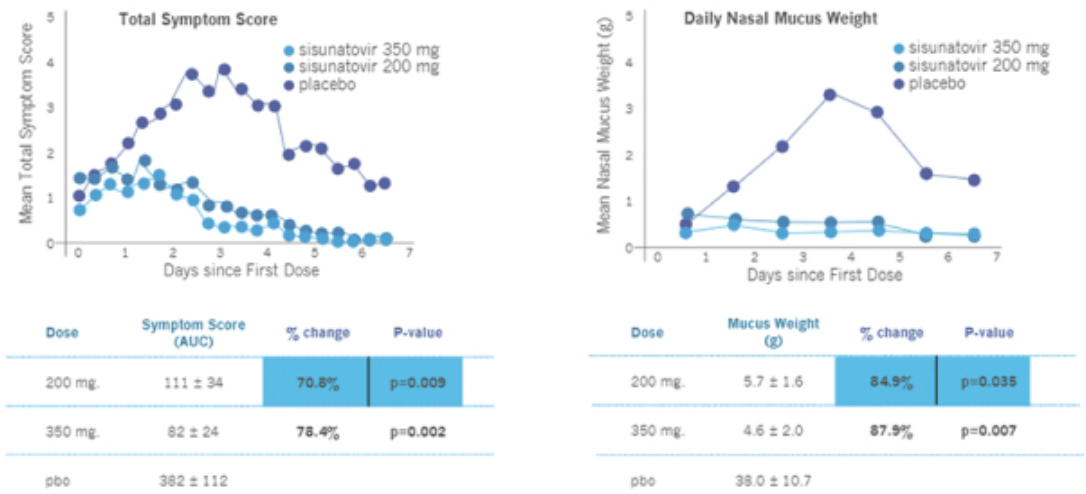 Total Symptom Score
Mean Total Symptom Score
5
4
3
2
1
0
sisunatovir 350 mg
sisunatovir 200 mg
placebo
0 1 2 3 4 5 6 7
Days since First Dose
Daily Nasal Mucus Weight
Mean Nasal Mucus Weight (g)
5
4
3
2
1
0
sisunatovir 350 mg
sisunatovir 200 mg
placebo
0 1 2 3 4 5 6 7
Days since First Dose
Dose Symptom Score (AUC) % change P-value
200 mg. 111 ± 34 70.8% p=0.009
350 mg. 82 ± 24 78.4% p=0.002
pbo 382 ± 112
Dose Mucus Weight (g) % change P-value
200 mg. 5.7 ± 1.6 84.9% p=0.035
350 mg. 4.6 ± 2.0 87.9% p=0.007
pbo 38.0 ± 10.7